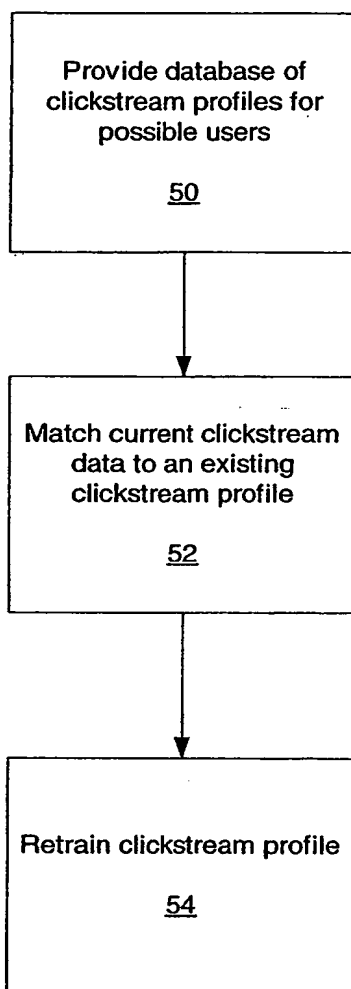 Provide database of
clickstream profiles for
possible users
50
Match current clickstream
data to an existing
clickstream profile
52
Retrain clickstream profile
54